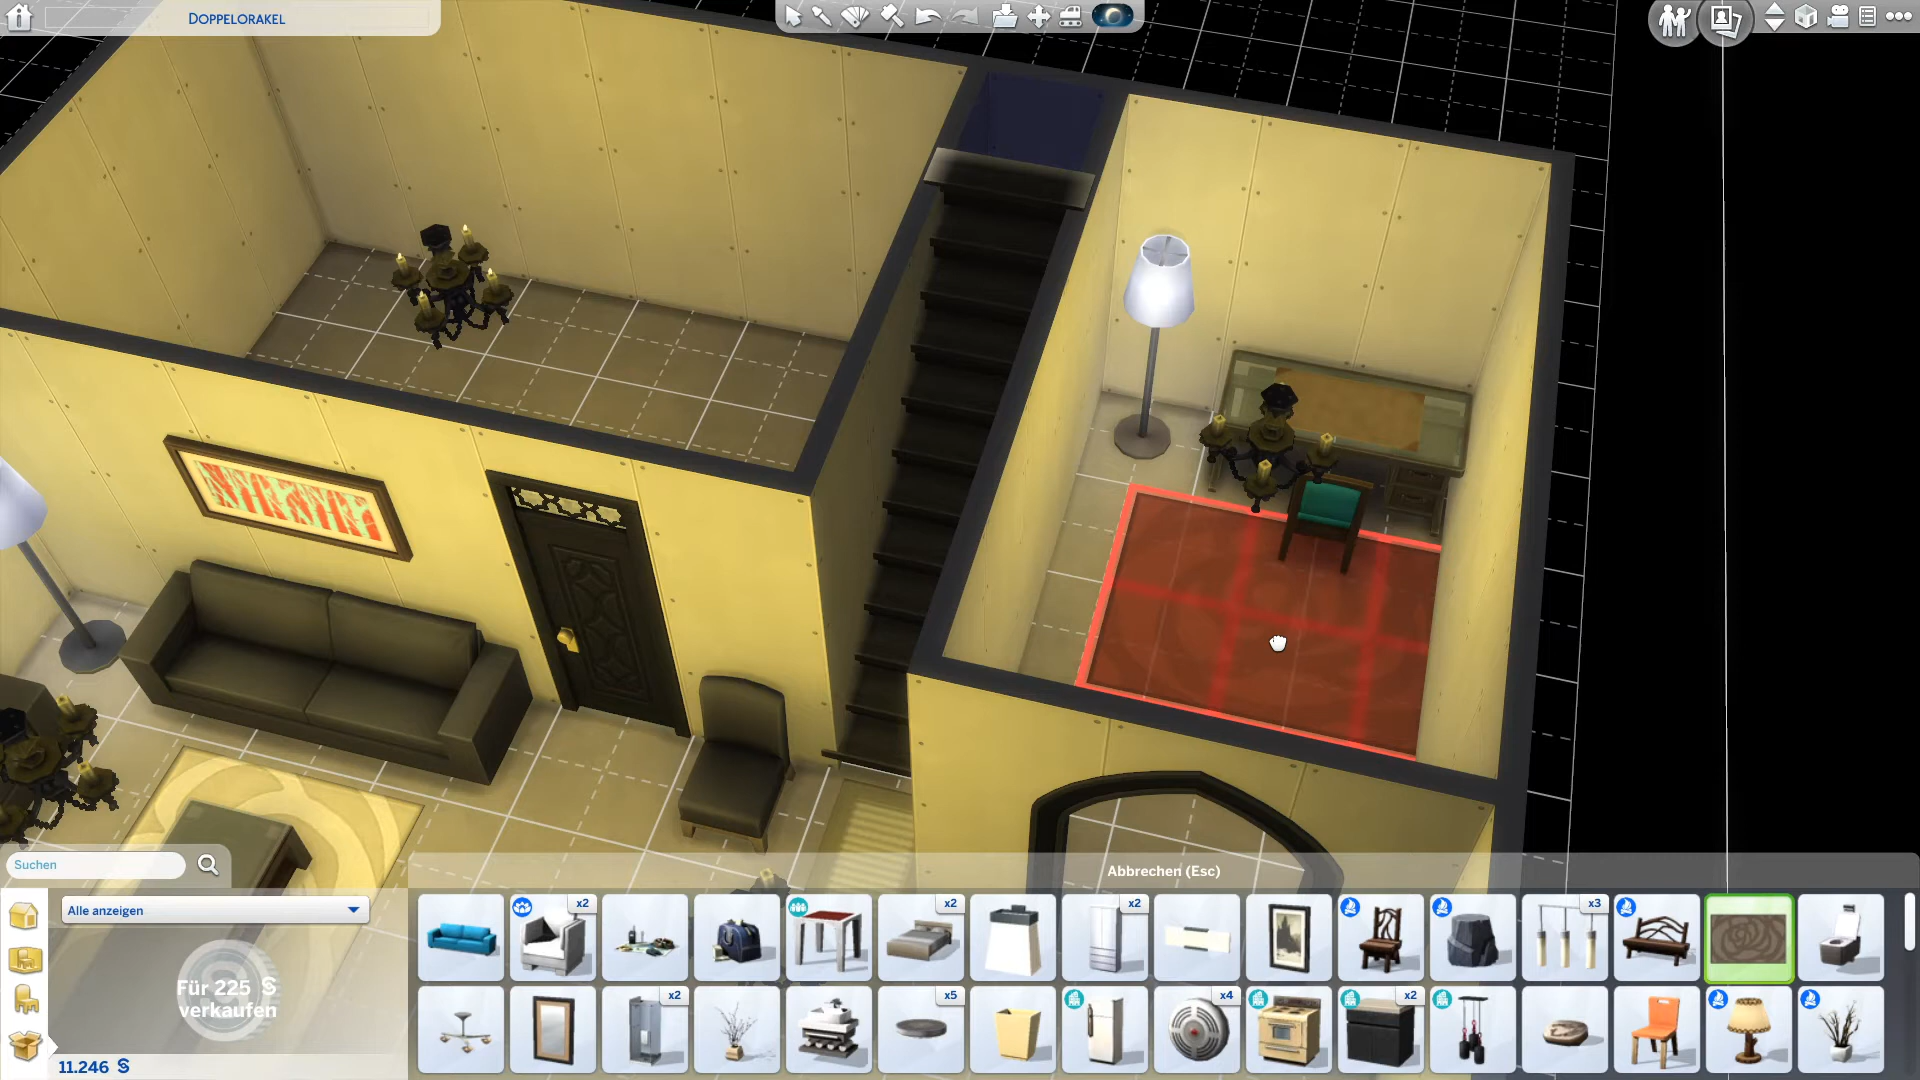 DOPPELORAKEL
Suchen
Abbrechen (Esc)
Alle anzeigen
x2
x2
x2
x3
x2
x5
x4
x2
Für 225 §
verkaufen
11.246 §